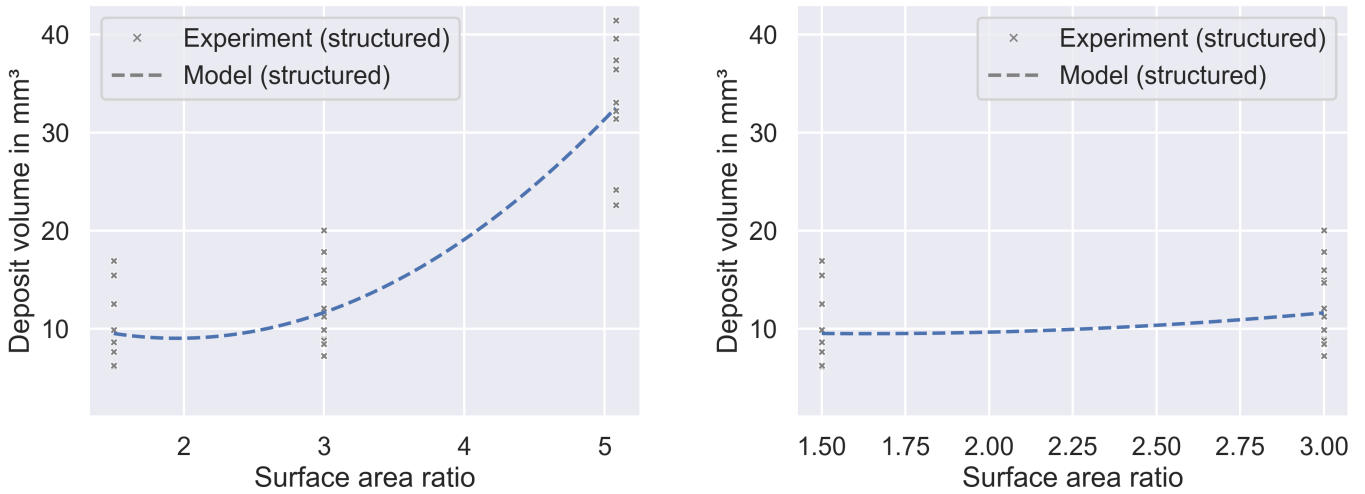 40
30
20
10
Deposit volume in mm³
Experiment (structured)
Model (structured)
2
3
4
5
Surface area ratio
40
30
20
10
Deposit volume in mm³
Experiment (structured)
Model (structured)
1.50
1.75
2.00
2.25
2.50
2.75
3.00
Surface area ratio